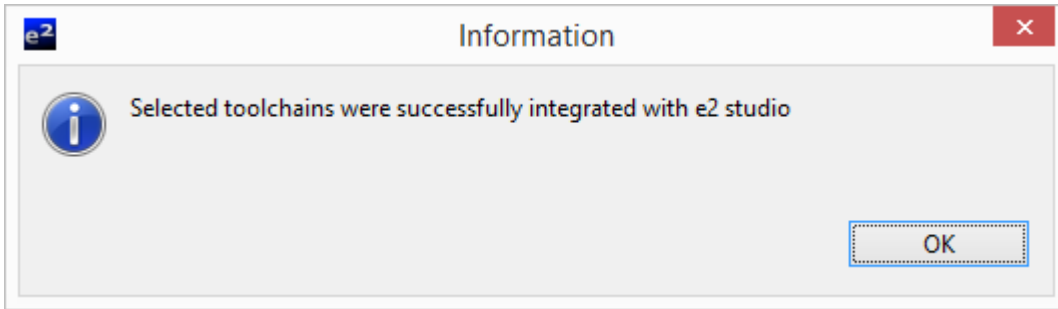 e²
Information
Selected toolchains were successfully integrated with e2 studio
OK